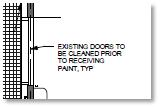 EXISTING DOORS TO
BE CLEANED PRIOR
TO RECEIVING
PAINT, TYP